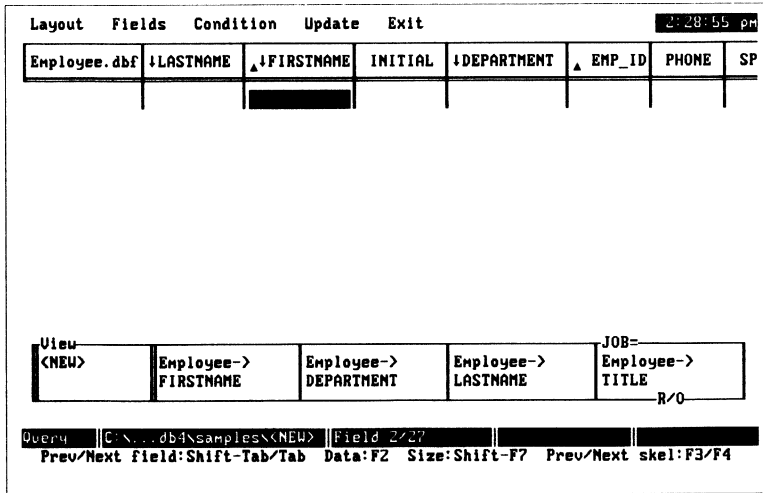 Layout Fields Condition Update Exit 2:28:55 pm
Employee.dbf ↓LASTNAME ▲↓FIRSTNAME INITIAL ↓DEPARTMENT ▲ EMP_ID PHONE SP
View JOB=
<NEW> Employee-> Employee-> Employee-> Employee->
FIRSTNAME DEPARTMENT LASTNAME TITLE
R/O
Query C:\...db4\samples\<NEW> Field 2/27
Prev/Next field:Shift-Tab/Tab Data:F2 Size:Shift-F7 Prev/Next skel:F3/F4